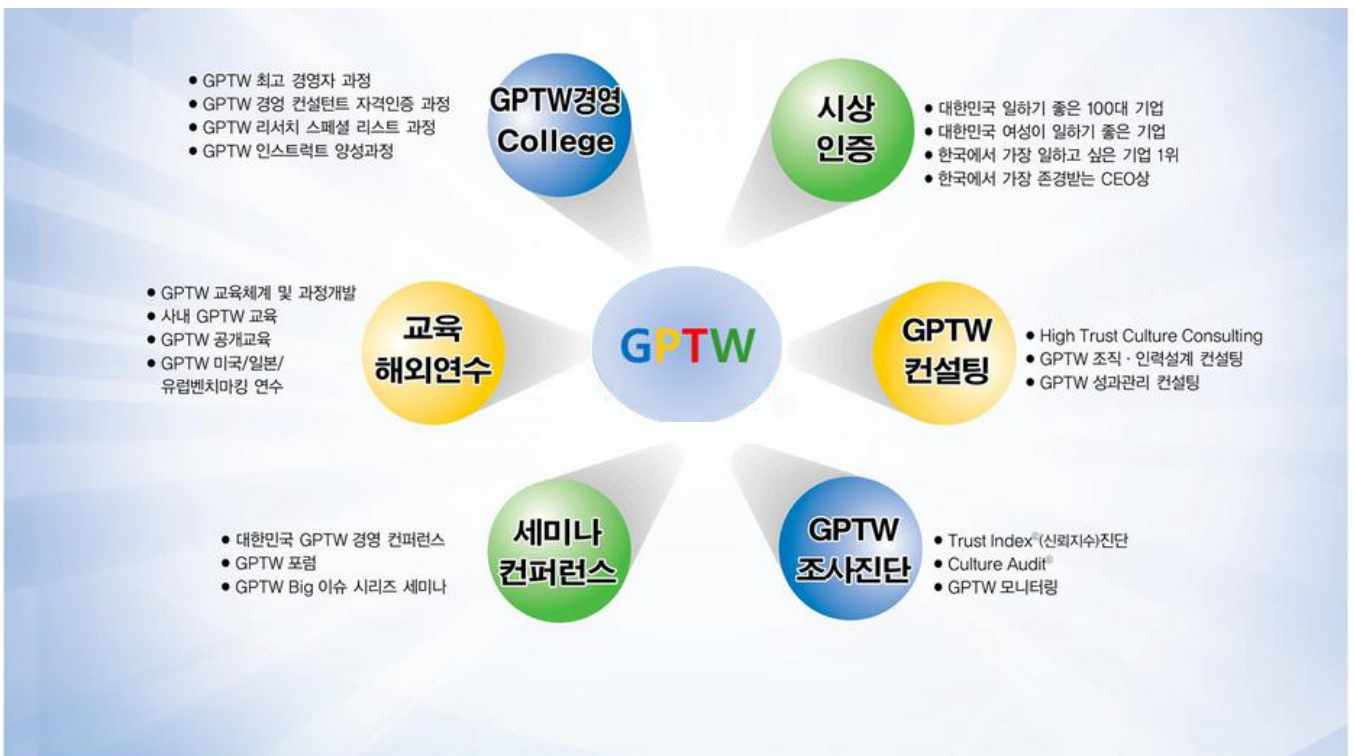 ● GPTW 최고 경영자 과정
● GPTW 경영 컨설턴트 자격인증 과정
● GPTW 리서치 스페셜 리스트 과정
● GPTW 인스트럭트 양성과정
GPTW경영
College
시상
인증
● 대한민국 일하기 좋은 100대 기업
● 대한민국 여성이 일하기 좋은 기업
● 한국에서 가장 일하고 싶은 기업 1위
● 한국에서 가장 존경받는 CEO상
● GPTW 교육체계 및 과정개발
● 사내 GPTW 교육
● GPTW 공개교육
● GPTW 미국/일본/
유럽벤치마킹 연수
교육
해외연수
GPTW
GPTW
컨설팅
● High Trust Culture Consulting
● GPTW 조직 · 인력설계 컨설팅
● GPTW 성과관리 컨설팅
● 대한민국 GPTW 경영 컨퍼런스
● GPTW 포럼
● GPTW Big 이슈 시리즈 세미나
세미나
컨퍼런스
GPTW
조사진단
● Trust Index®(신뢰지수)진단
● Culture Audit®
● GPTW 모니터링